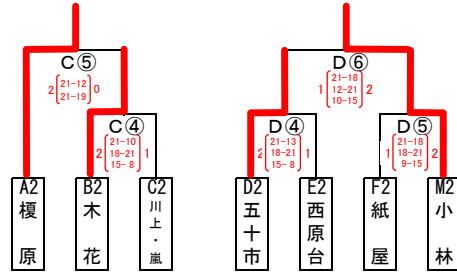 C⑤
2 21-12 0
21-19
C④
21-10
2 18-21 1
15- 8
D⑥
21-18
1 12-21 2
10-15
D④
21-13
2 18-21 1
15- 8
D⑤
21-18
1 18-21 2
9-15
A2
榎原
B2
木花
C2
川上・嵐
D2
五十市
E2
西原台
F2
紙屋
M2
小林